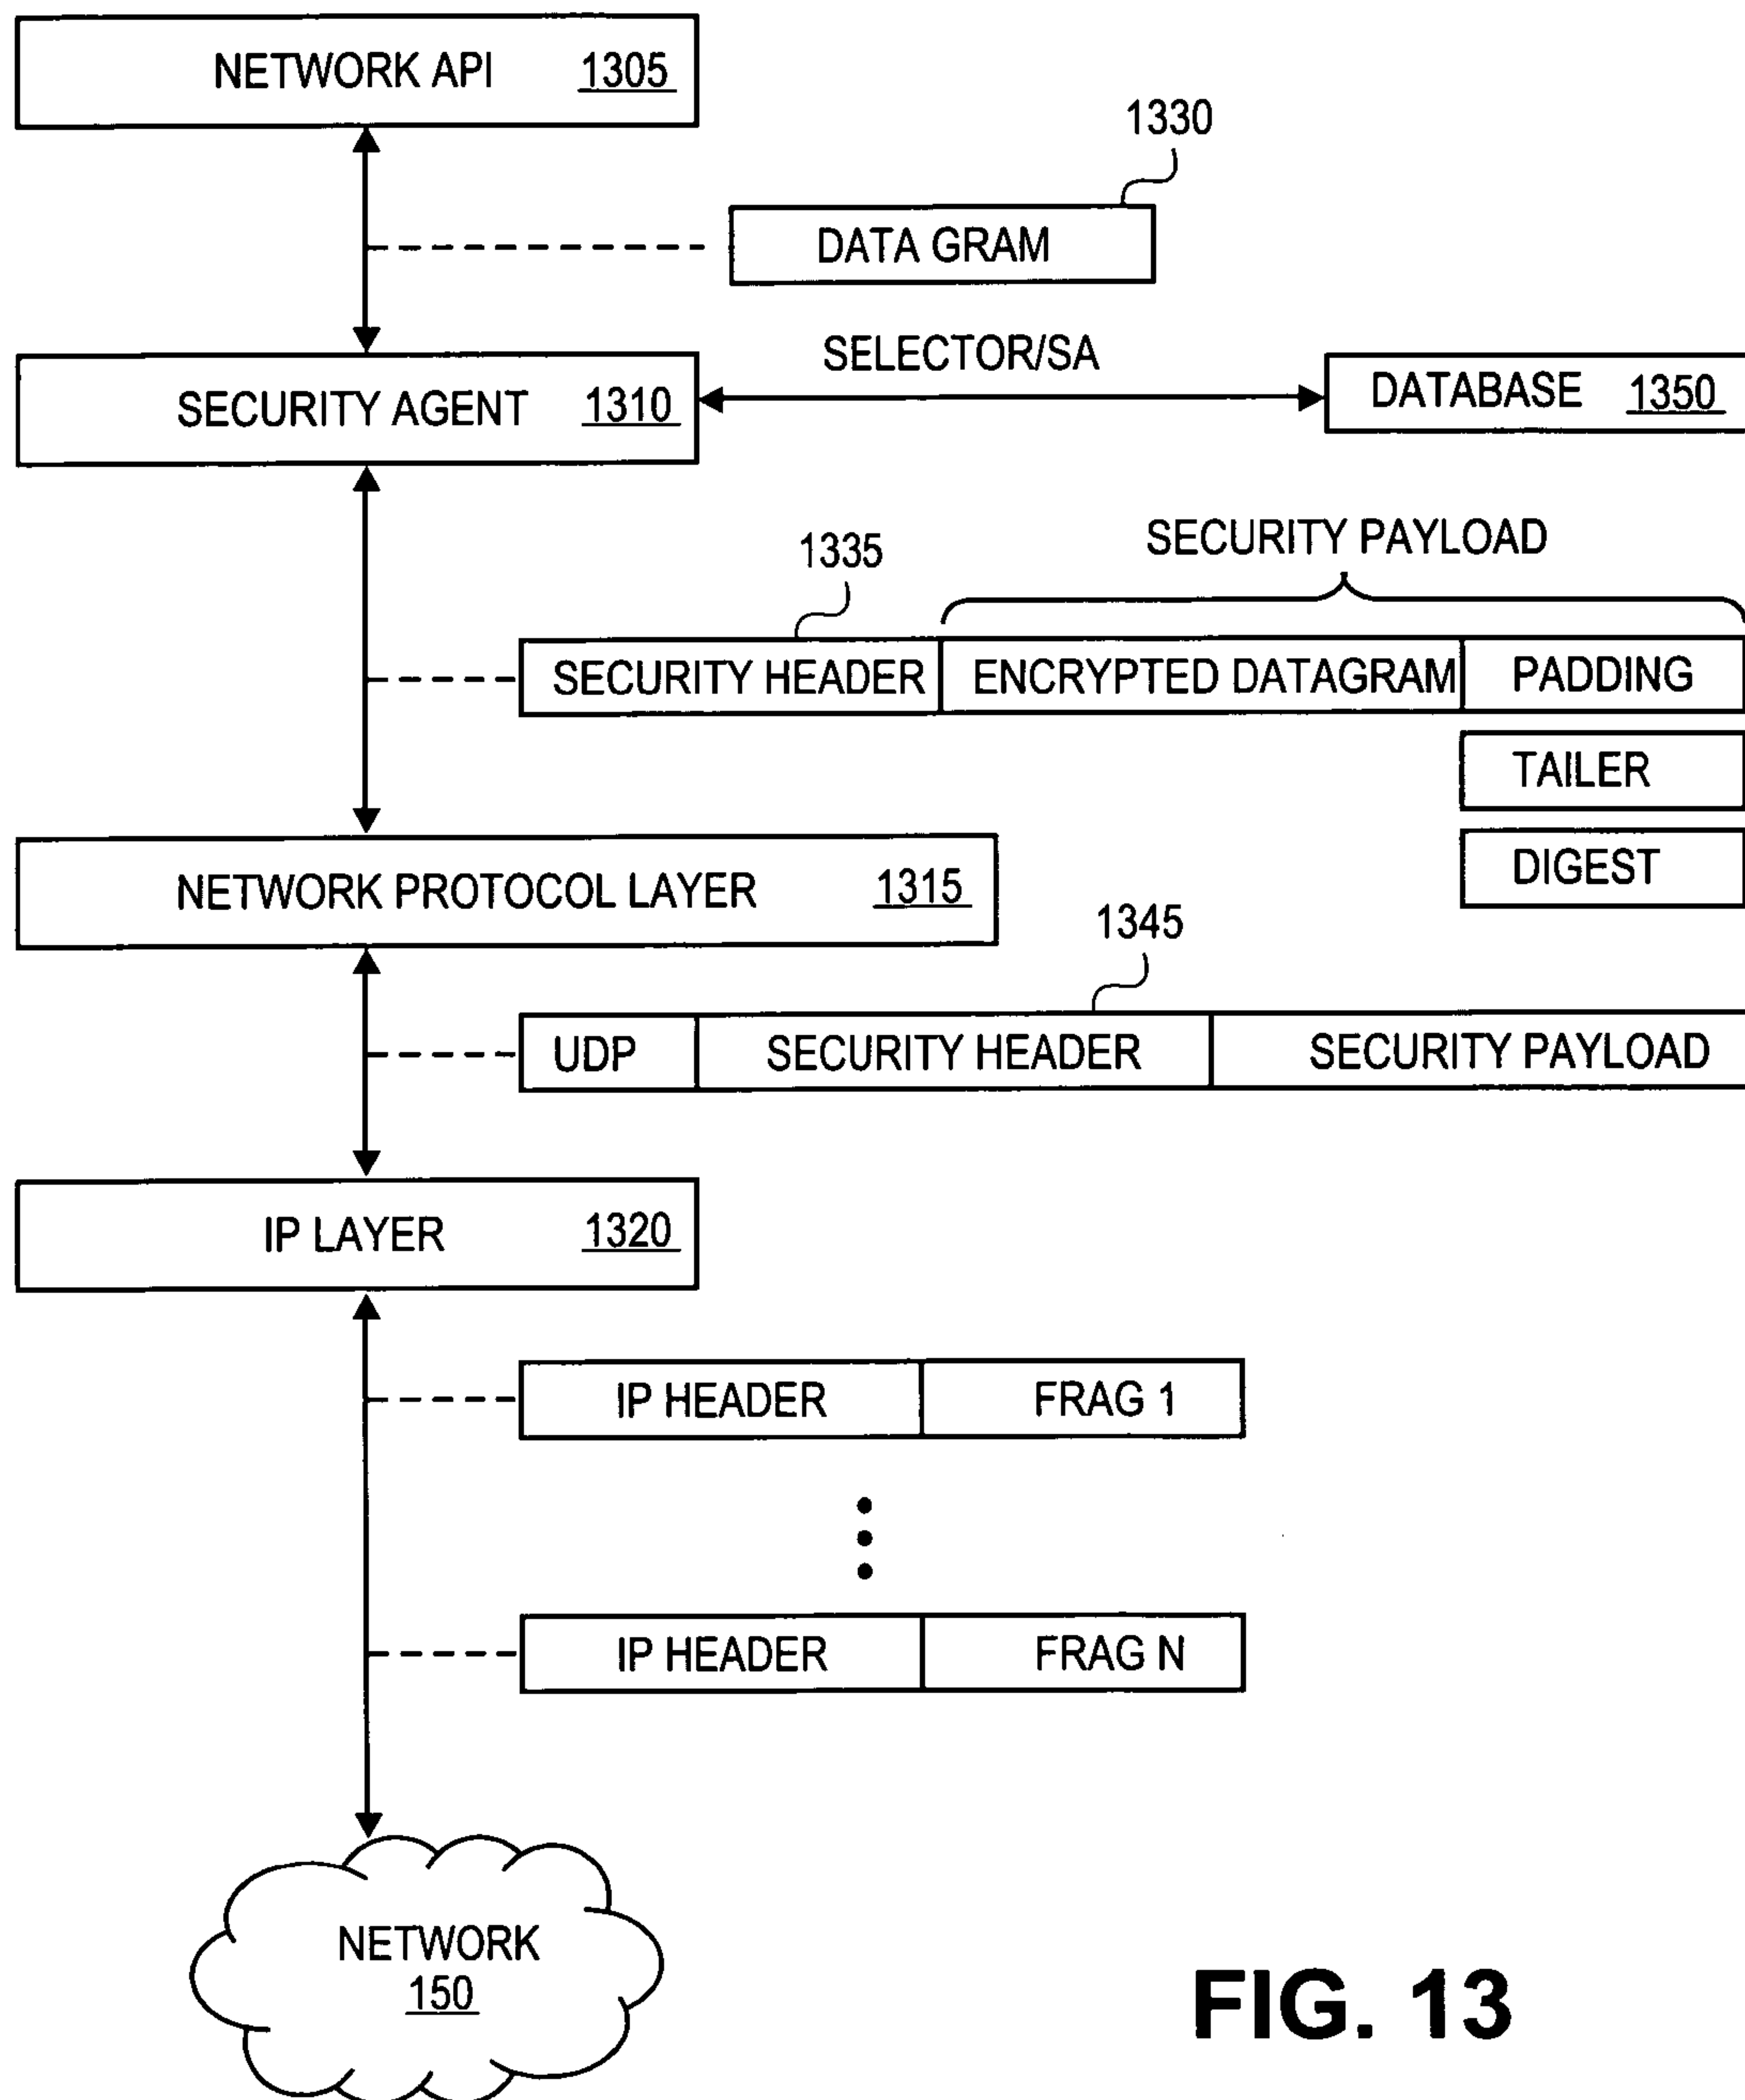 NETWORK API 1305
1330
DATA GRAM
SELECTOR/SA
SECURITY AGENT 1310
DATABASE 1350
SECURITY PAYLOAD
1335
SECURITY HEADER ENCRYPTED DATAGRAM PADDING
TAILER
DIGEST
NETWORK PROTOCOL LAYER 1315
1345
UDP SECURITY HEADER SECURITY PAYLOAD
IP LAYER 1320
IP HEADER FRAG 1
IP HEADER FRAG N
NETWORK
150
FIG. 13